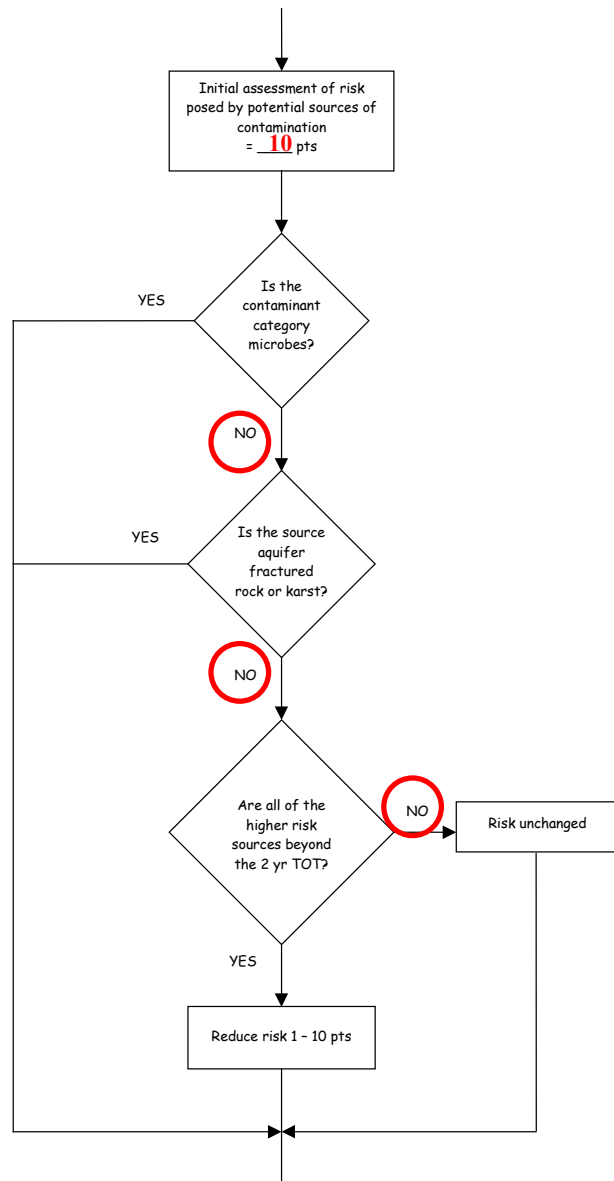 Initial assessment of risk
posed by potential sources of
contamination
= 10 pts
YES
Is the
contaminant
category
microbes?
NO
YES
Is the source
aquifer
fractured
rock or karst?
NO
Are all of the
higher risk
sources beyond
the 2 yr TOT?
NO
Risk unchanged
YES
Reduce risk 1 – 10 pts